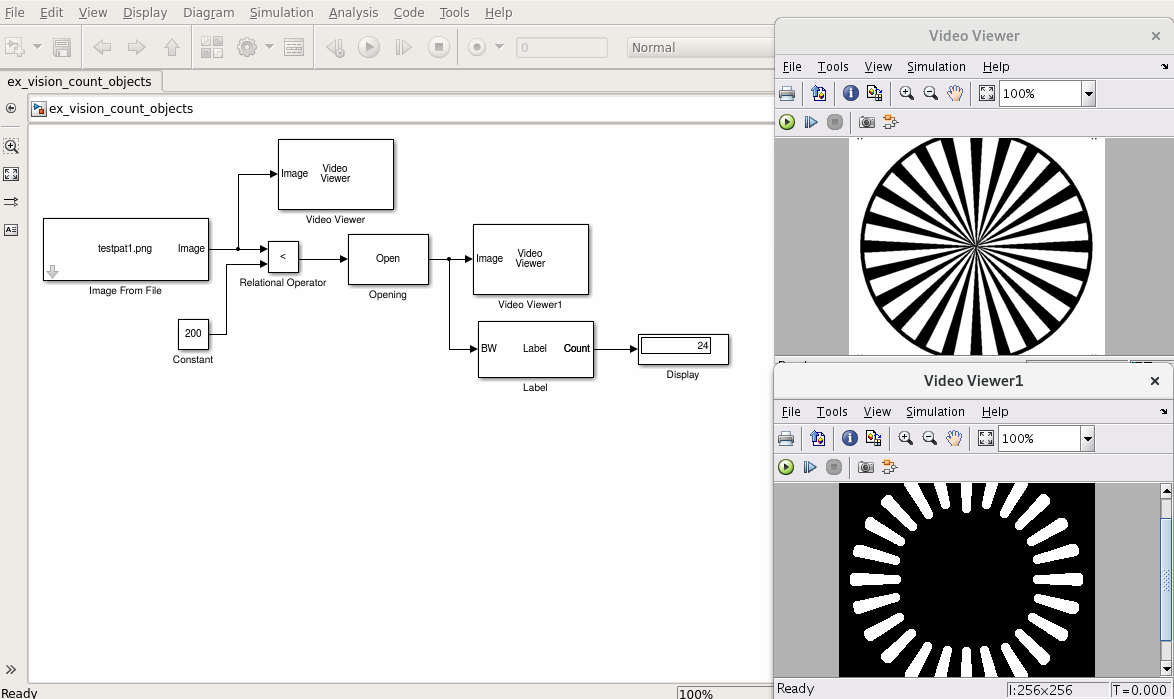 File Edit View Display Diagram Simulation Analysis Code Tools Help
0
Normal
ex_vision_count_objects
ex_vision_count_objects
Image
Video
Viewer
Video Viewer
testpat1.png
Image
Image From File
<
Relational Operator
Open
Opening
Image
Video
Viewer
Video Viewer1
200
Constant
BW
Label
Count
Label
24
Display
Ready
100%
Video Viewer
File Tools View Simulation Help
100%
Video Viewer1
File Tools View Simulation Help
100%
Ready
I:256x256
T=0.000